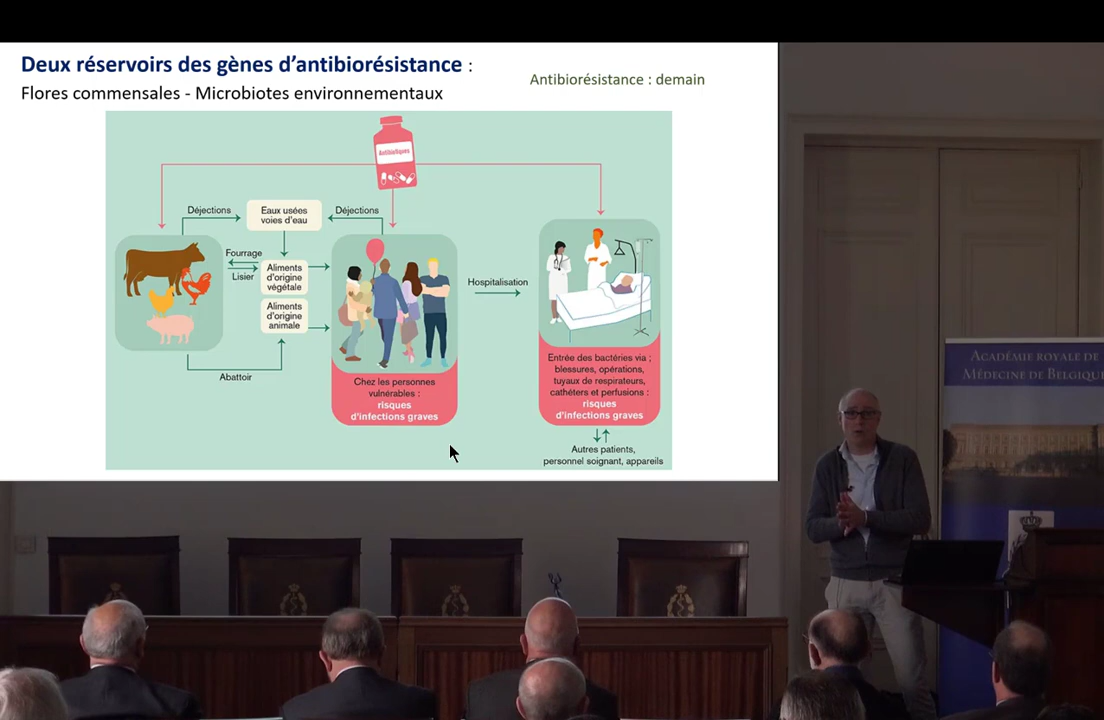 Deux réservoirs des gènes d'antibiorésistance :
Flores commensales - Microbiotes environnementaux
Antibiorésistance : demain
Antibiotiques
Déjections
Eaux usées
voies d'eau
Déjections
Fourrage
Lisier
Aliments
d'origine
végétale
Aliments
d'origine
animale
Abattoir
Hospitalisation
Chez les personnes
vulnérables :
risques
d'infections graves
Entrée des bactéries via ;
blessures, opérations,
tuyaux de respirateurs,
cathéters et perfusions :
risques
d'infections graves
Autres patients,
personnel soignant, appareils
ACADÉMIE ROYALE DE
MÉDECINE DE BELGIQUE